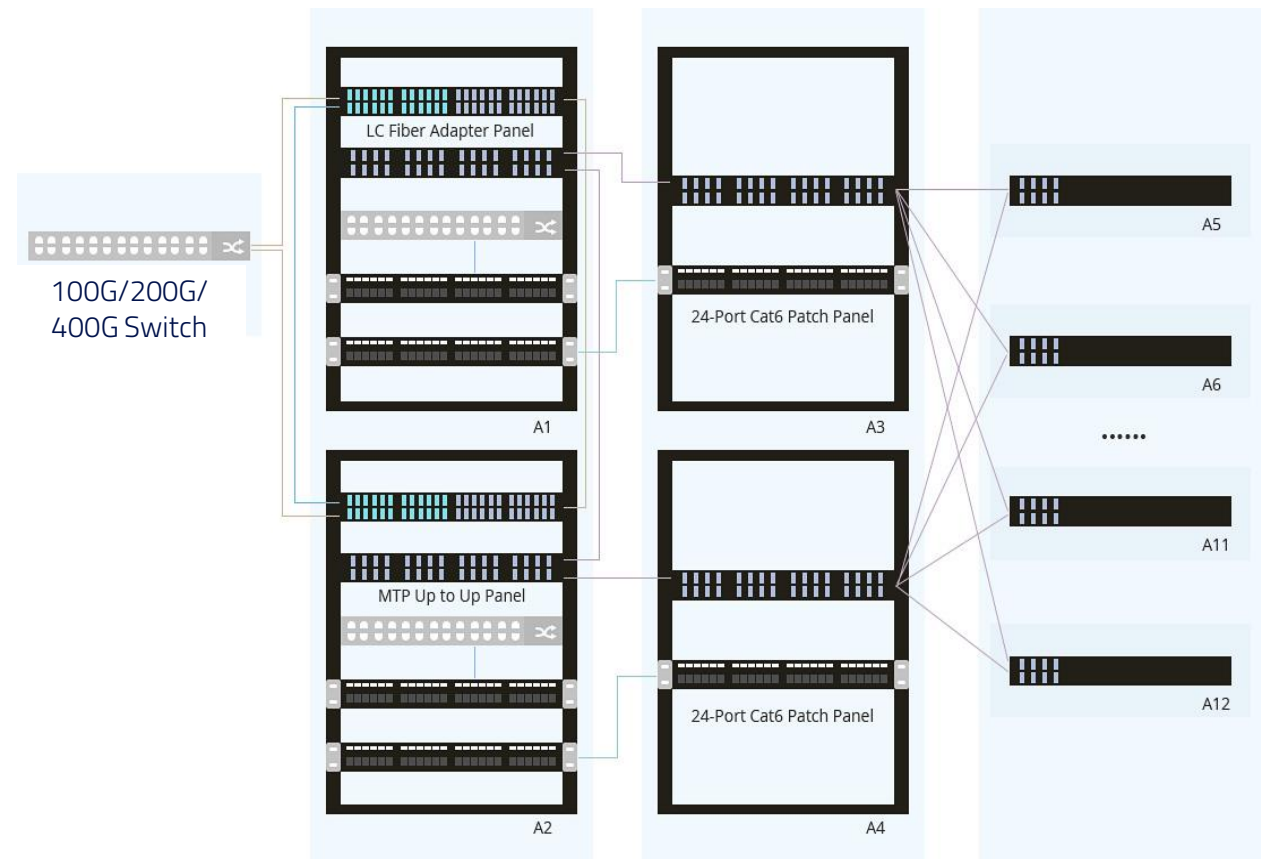 100G/200G/
400G Switch
LC Fiber Adapter Panel
A1
MTP Up to Up Panel
A2
24-Port Cat6 Patch Panel
A3
24-Port Cat6 Patch Panel
A4
A5
A6
......
A11
A12